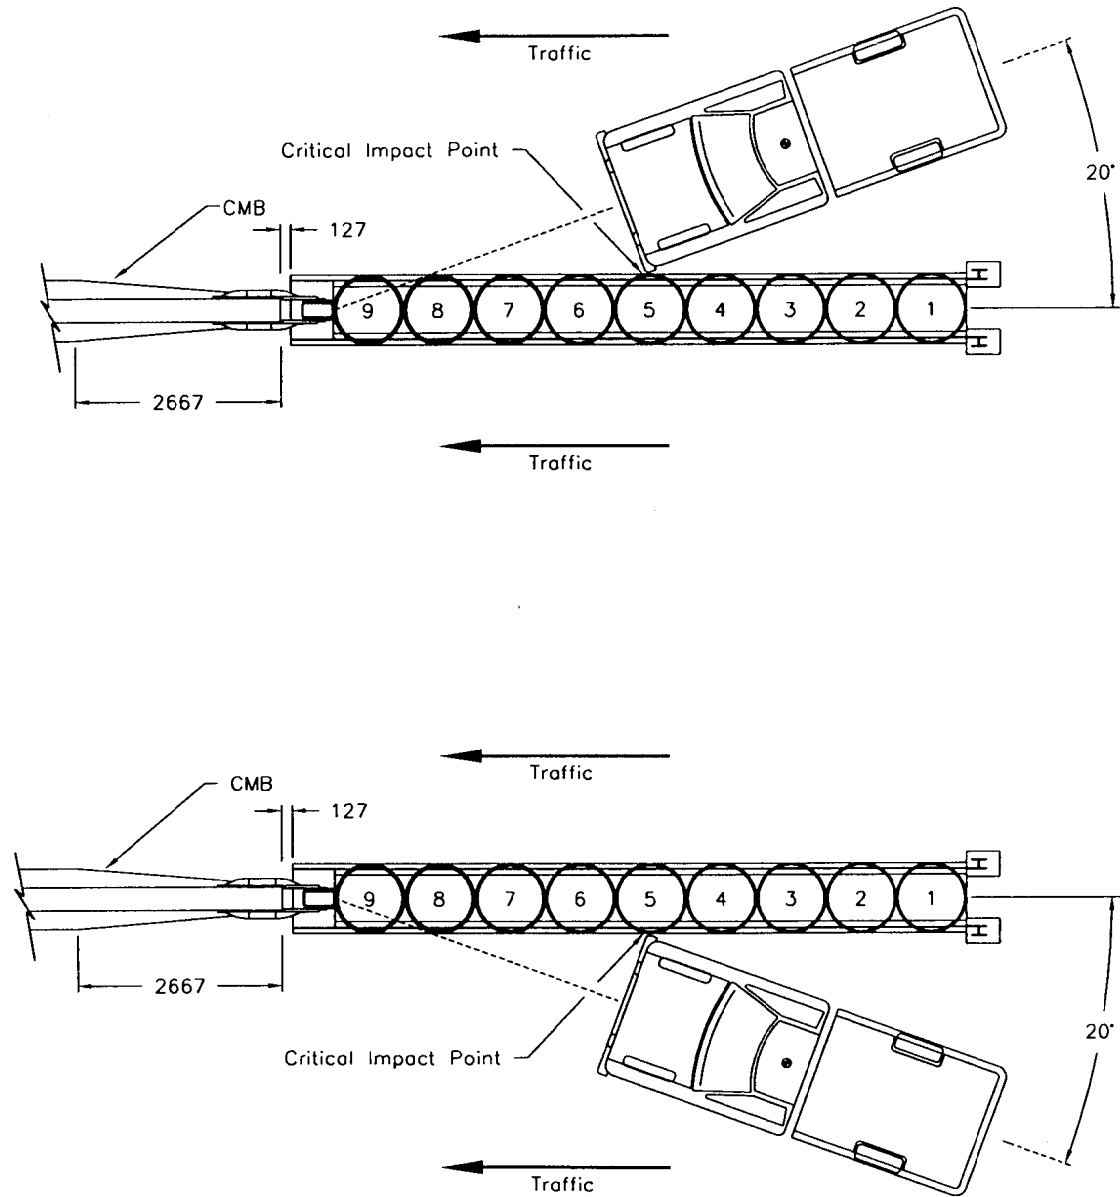 Traffic
Critical Impact Point
20°
CMB
127
9 8 7 6 5 4 3 2 1
2667
Traffic
Traffic
CMB
127
9 8 7 6 5 4 3 2 1
2667
20°
Critical Impact Point
Traffic